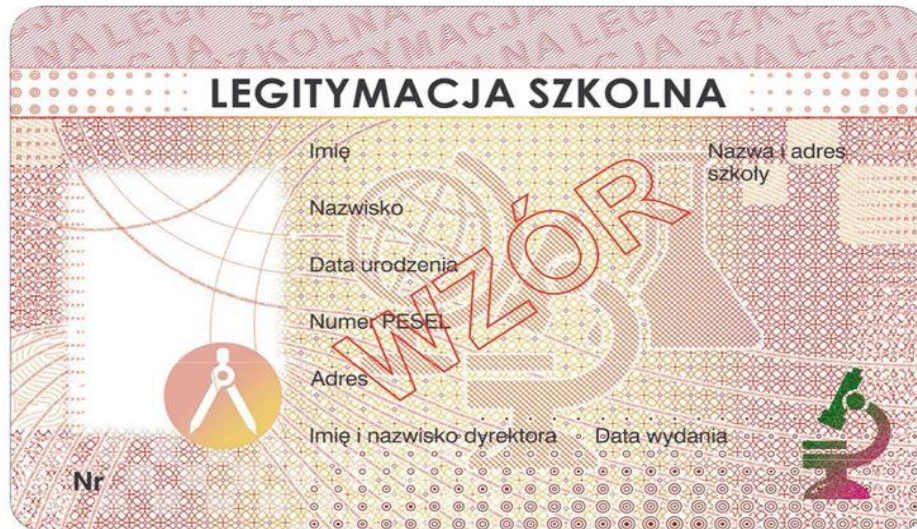 LEGITYMACJA SZKOLNA
Imię
Nazwa i adres
szkoły
Nazwisko
Data urodzenia
Numer PESEL
Adres
WZÓR
Imię i nazwisko dyrektora
Data wydania
Nr